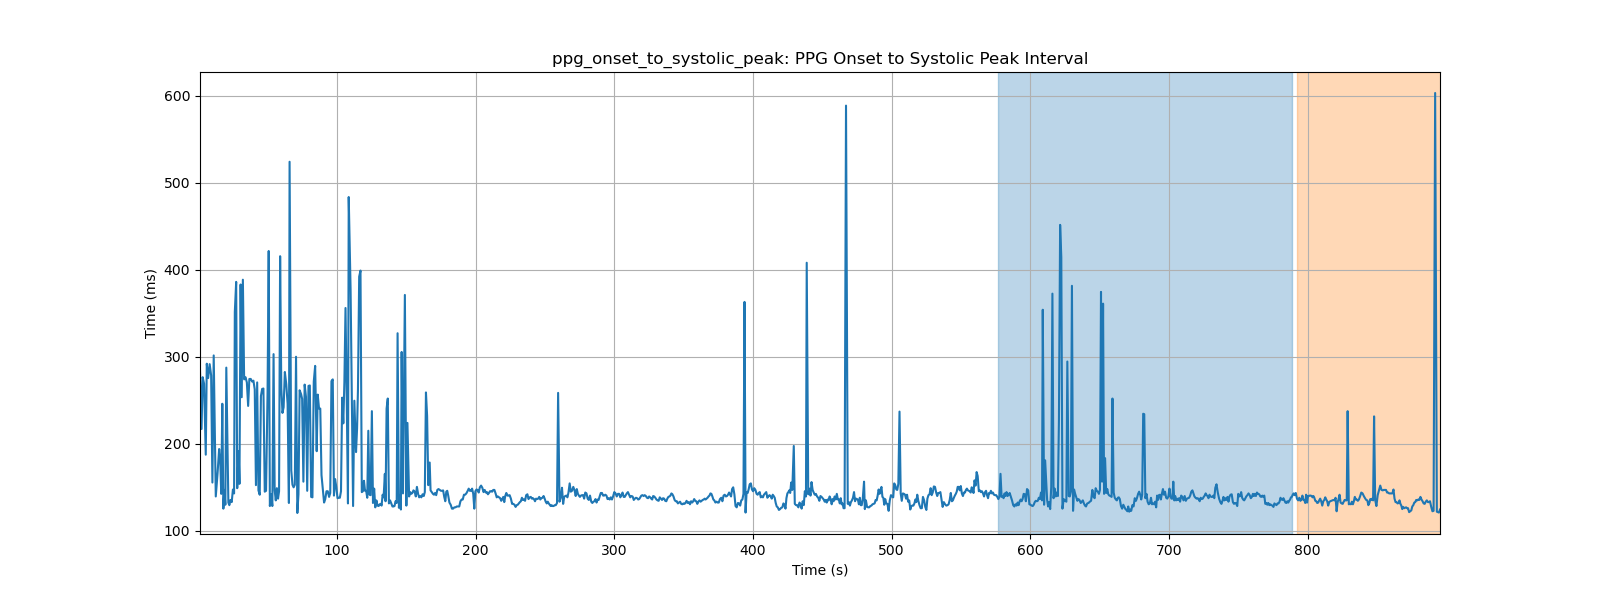 ppg_onset_to_systolic_peak: PPG Onset to Systolic Peak Interval
600
500
400
300
200
100
Time (ms)
100 200 300 400 500 600 700 800
Time (s)